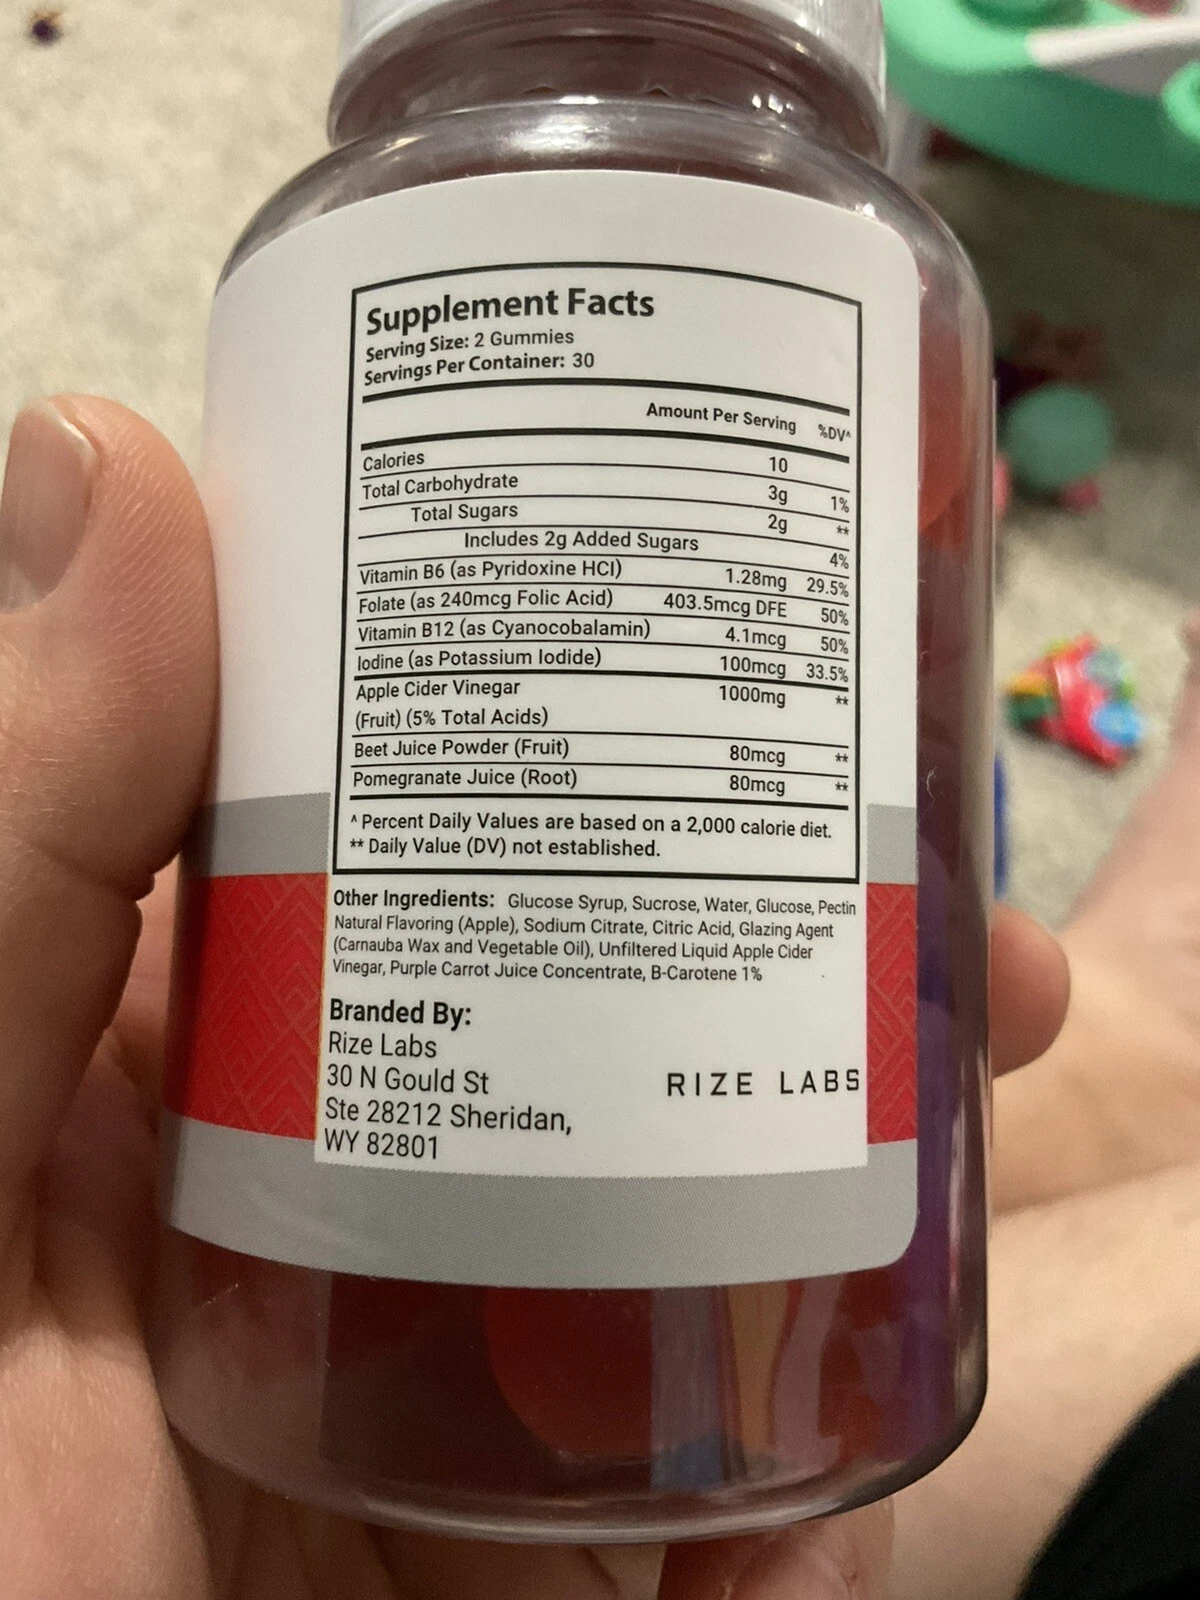 Supplement Facts
Serving Size: 2 Gummies
Servings Per Container: 30
Amount Per Serving %DV^
Calories 10
Total Carbohydrate 3g 1%
Total Sugars 2g **
Includes 2g Added Sugars 4%
Vitamin B6 (as Pyridoxine HCl) 1.28mg 29.5%
Folate (as 240mcg Folic Acid) 403.5mcg DFE 50%
Vitamin B12 (as Cyanocobalamin) 4.1mcg 50%
Iodine (as Potassium Iodide) 100mcg 33.5%
Apple Cider Vinegar 1000mg **
(Fruit) (5% Total Acids)
Beet Juice Powder (Fruit) 80mcg **
Pomegranate Juice (Root) 80mcg **
^ Percent Daily Values are based on a 2,000 calorie diet.
** Daily Value (DV) not established.
Other Ingredients: Glucose Syrup, Sucrose, Water, Glucose, Pectin
Natural Flavoring (Apple), Sodium Citrate, Citric Acid, Glazing Agent
(Carnauba Wax and Vegetable Oil), Unfiltered Liquid Apple Cider
Vinegar, Purple Carrot Juice Concentrate, B-Carotene 1%
Branded By:
Rize Labs
30 N Gould St
Ste 28212 Sheridan,
WY 82801
RIZE LABS